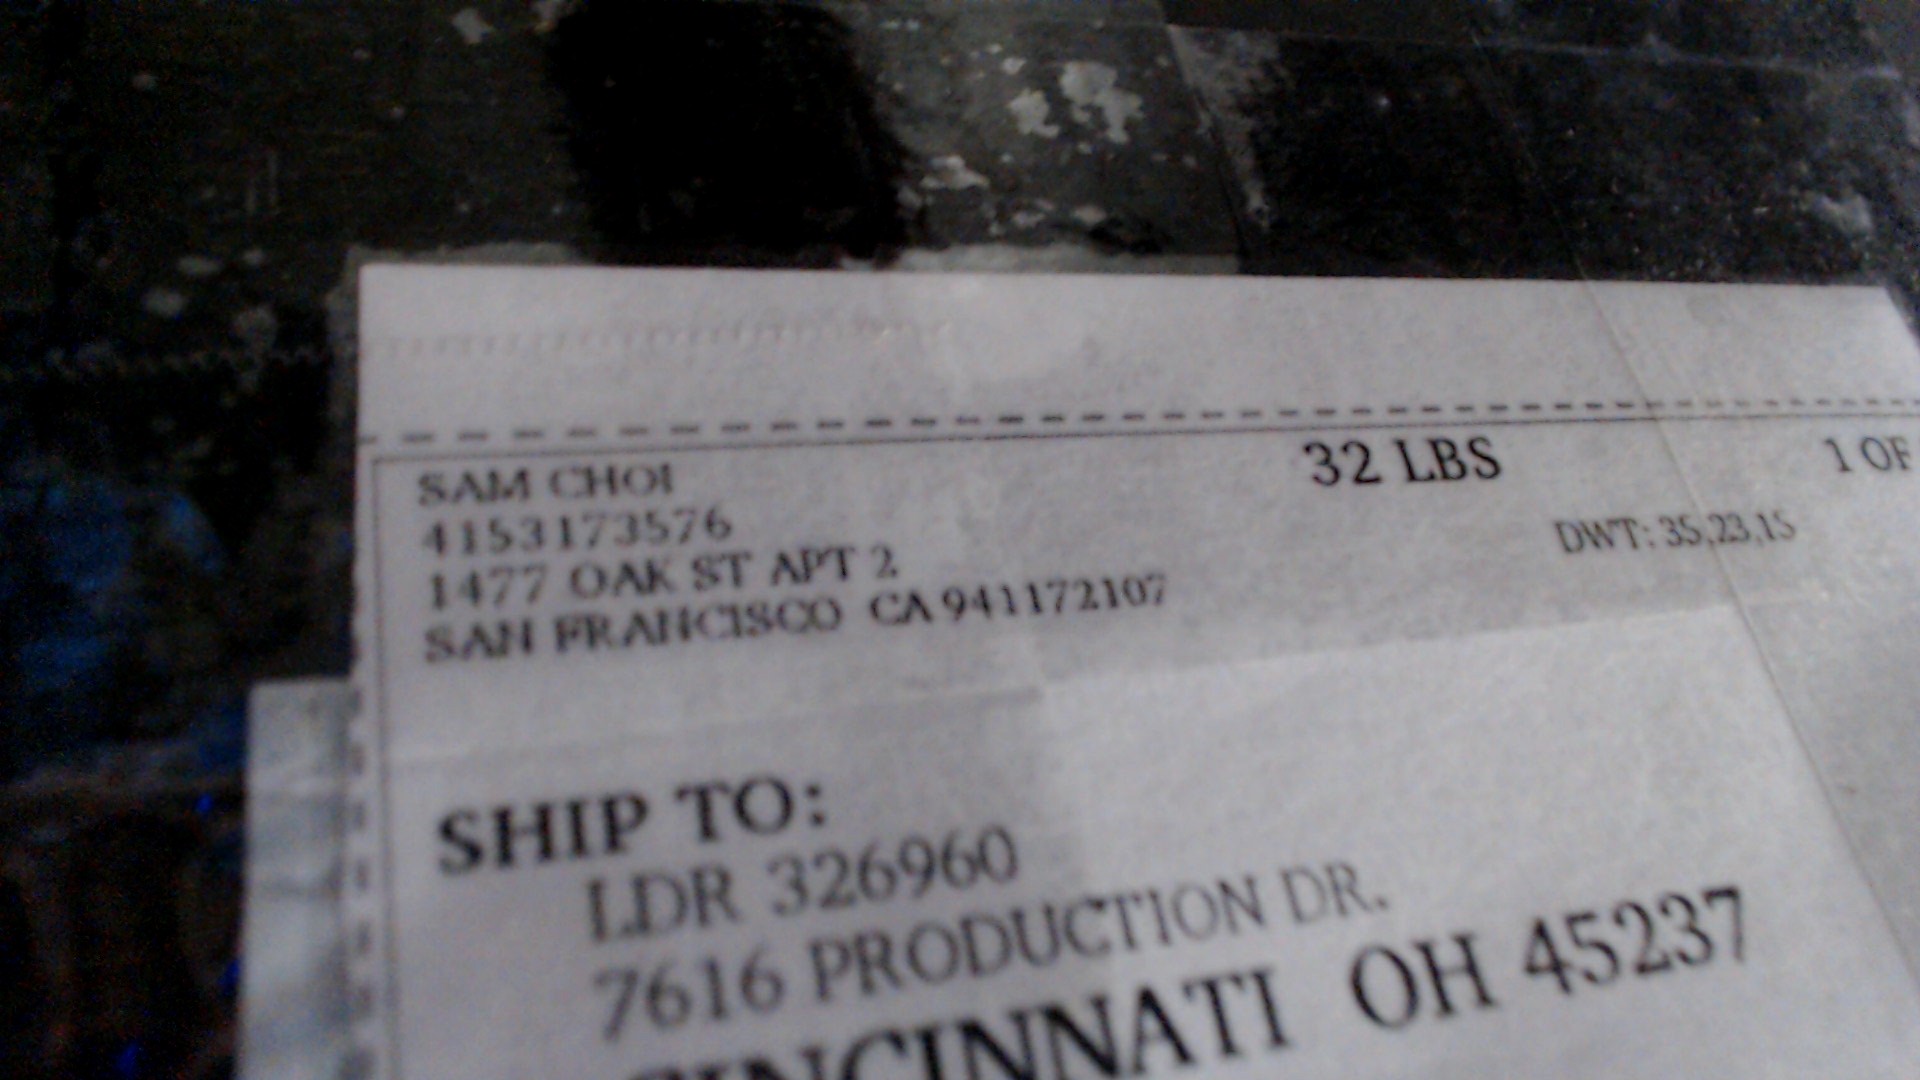 SAM CHOI
4153173576
1477 OAK ST APT 2
SAN FRANCISCO CA 941172107
32 LBS
1 OF
DWT: 35,23,15
SHIP TO:
LDR 326960
7616 PRODUCTION DR.
CINCINNATI OH 45237